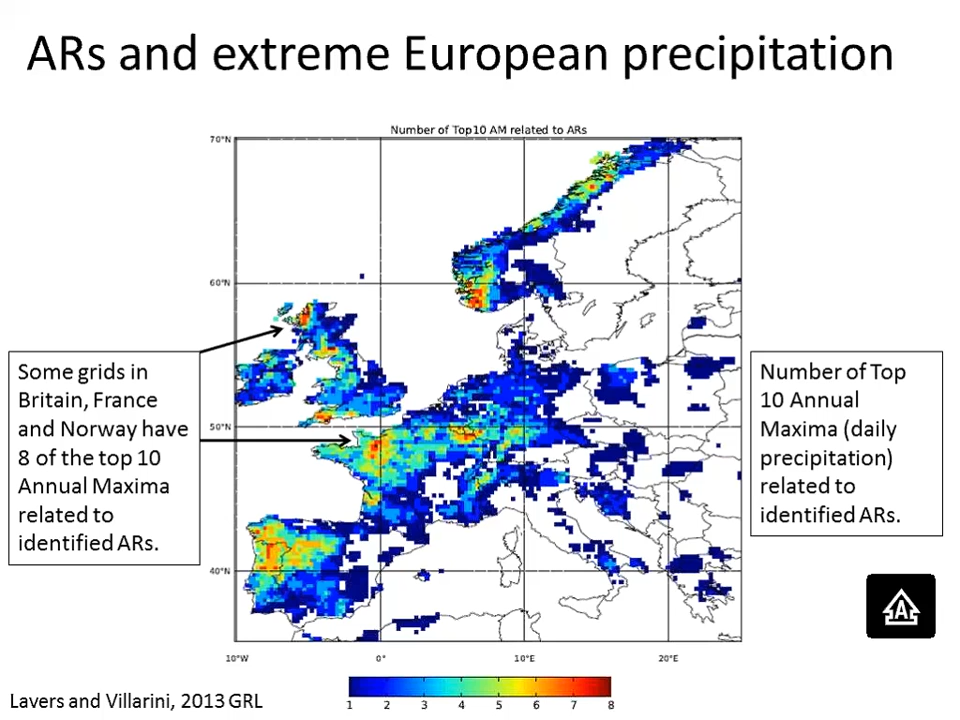 ARs and extreme European precipitation
Number of Top10 AM related to ARs
70°N
60°N
50°N
40°N
10°W
0°
10°E
20°E
1 2 3 4 5 6 7 8
Some grids in
Britain, France
and Norway have
8 of the top 10
Annual Maxima
related to
identified ARs.
Number of Top
10 Annual
Maxima (daily
precipitation)
related to
identified ARs.
A
Lavers and Villarini, 2013 GRL